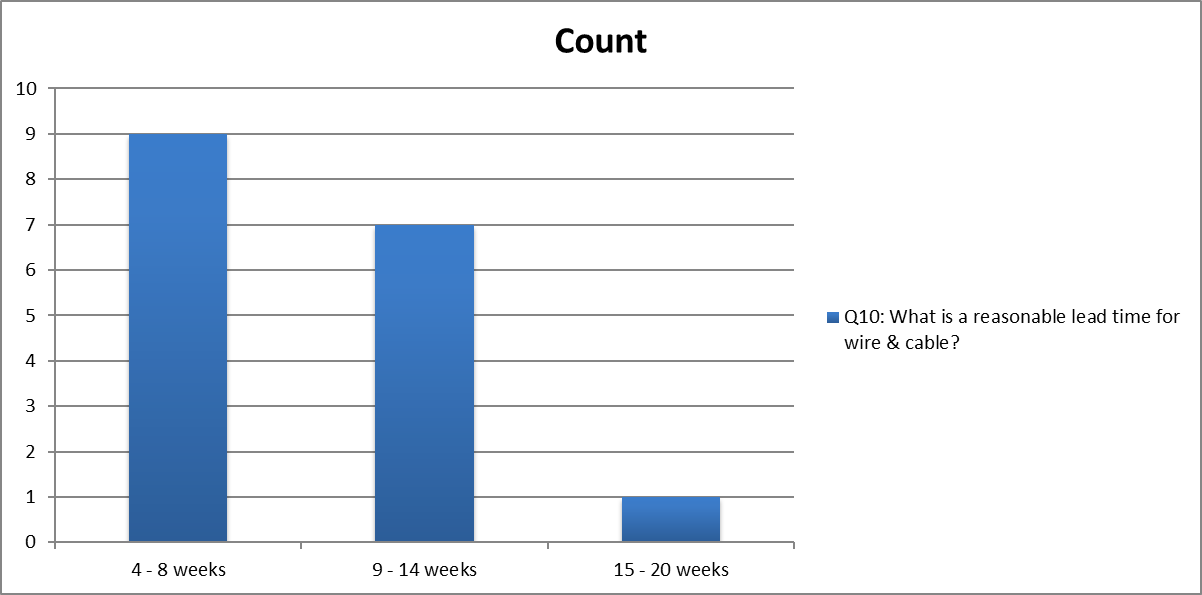 Count
10
9
8
7
6
5
4
3
2
1
0
4 - 8 weeks
9 - 14 weeks
15 - 20 weeks
Q10: What is a reasonable lead time for
wire & cable?